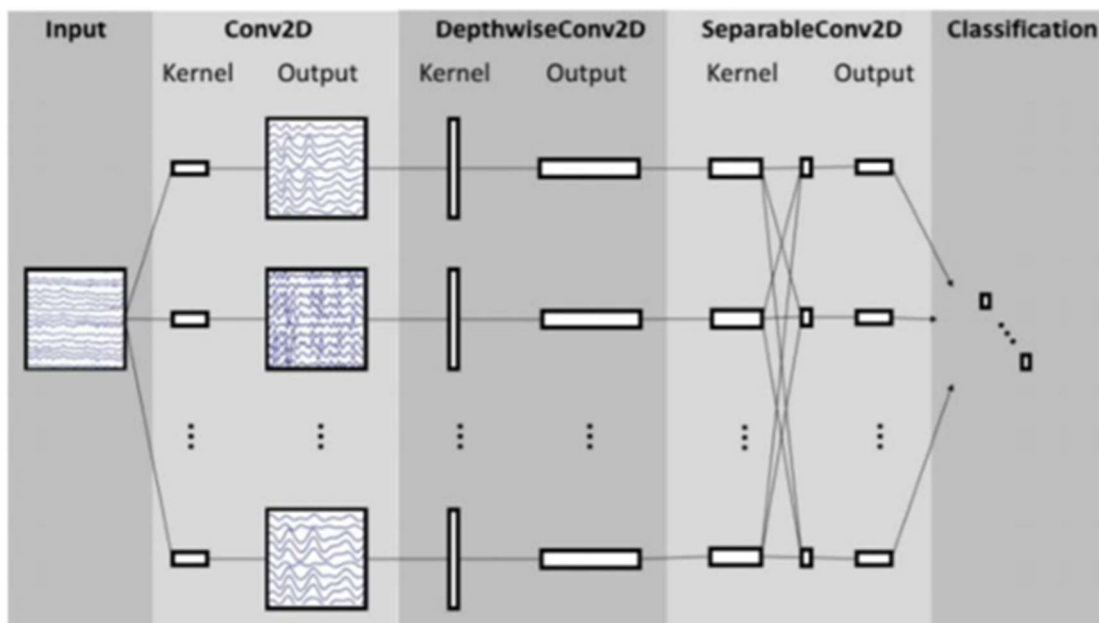 Input Conv2D DepthwiseConv2D SeparableConv2D Classification
Kernel Output Kernel Output Kernel Output